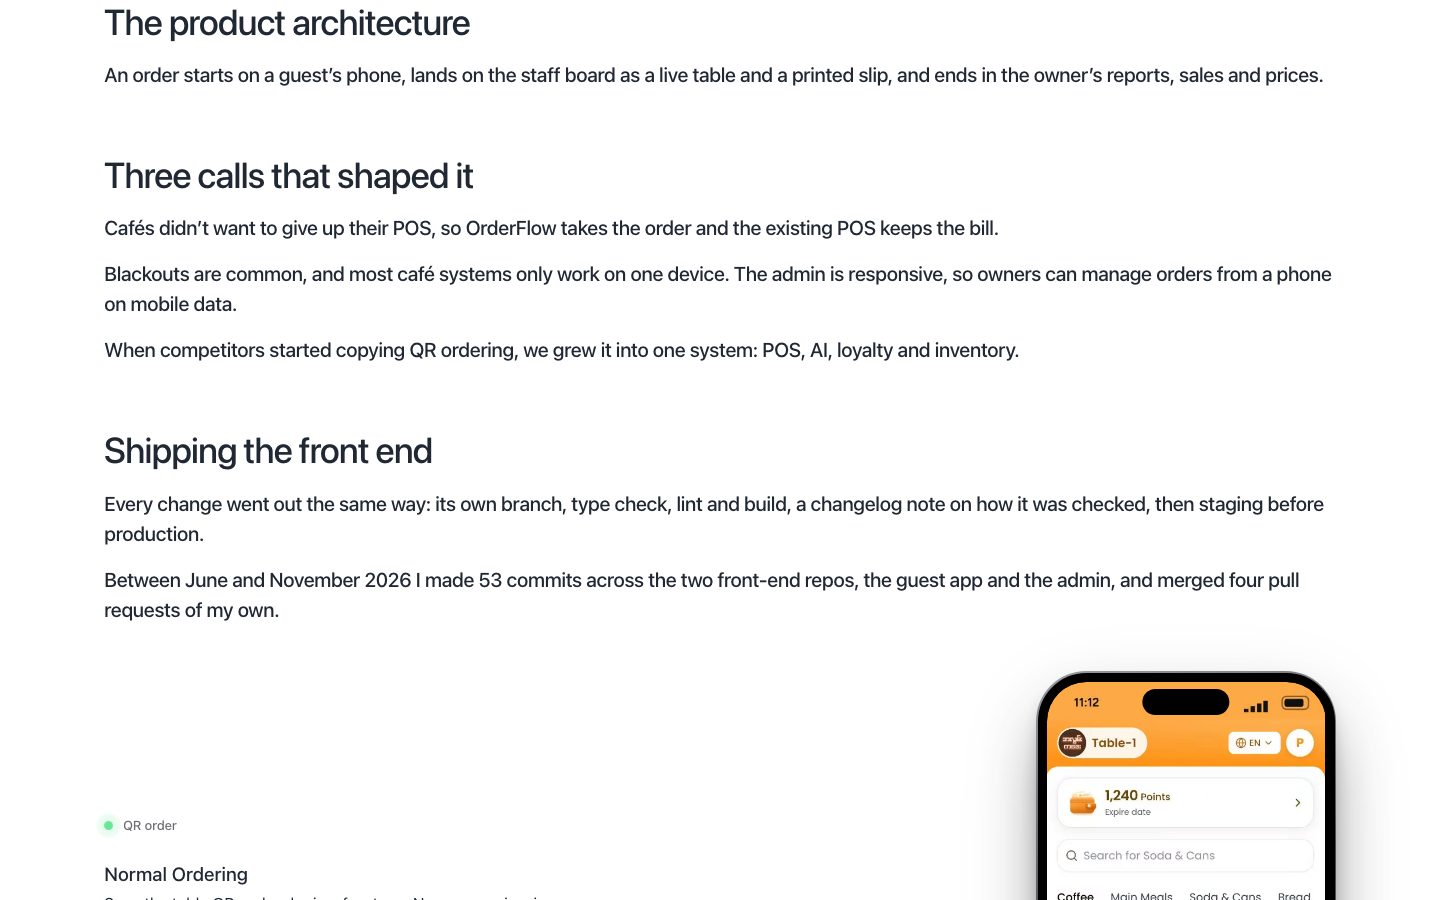 The product architecture
An order starts on a guest’s phone, lands on the staff board as a live table and a printed slip, and ends in the owner’s reports, sales and prices.
Three calls that shaped it
Cafés didn’t want to give up their POS, so OrderFlow takes the order and the existing POS keeps the bill.
Blackouts are common, and most café systems only work on one device. The admin is responsive, so owners can manage orders from a phone
on mobile data.
When competitors started copying QR ordering, we grew it into one system: POS, AI, loyalty and inventory.
Shipping the front end
Every change went out the same way: its own branch, type check, lint and build, a changelog note on how it was checked, then staging before
production.
Between June and November 2026 I made 53 commits across the two front-end repos, the guest app and the admin, and merged four pull
requests of my own.
11:12
Table-1
EN
P
1,240 Points
Expire date
Search for Soda & Cans
Coffee Main Meals Soda & Cans Bread
QR order
Normal Ordering